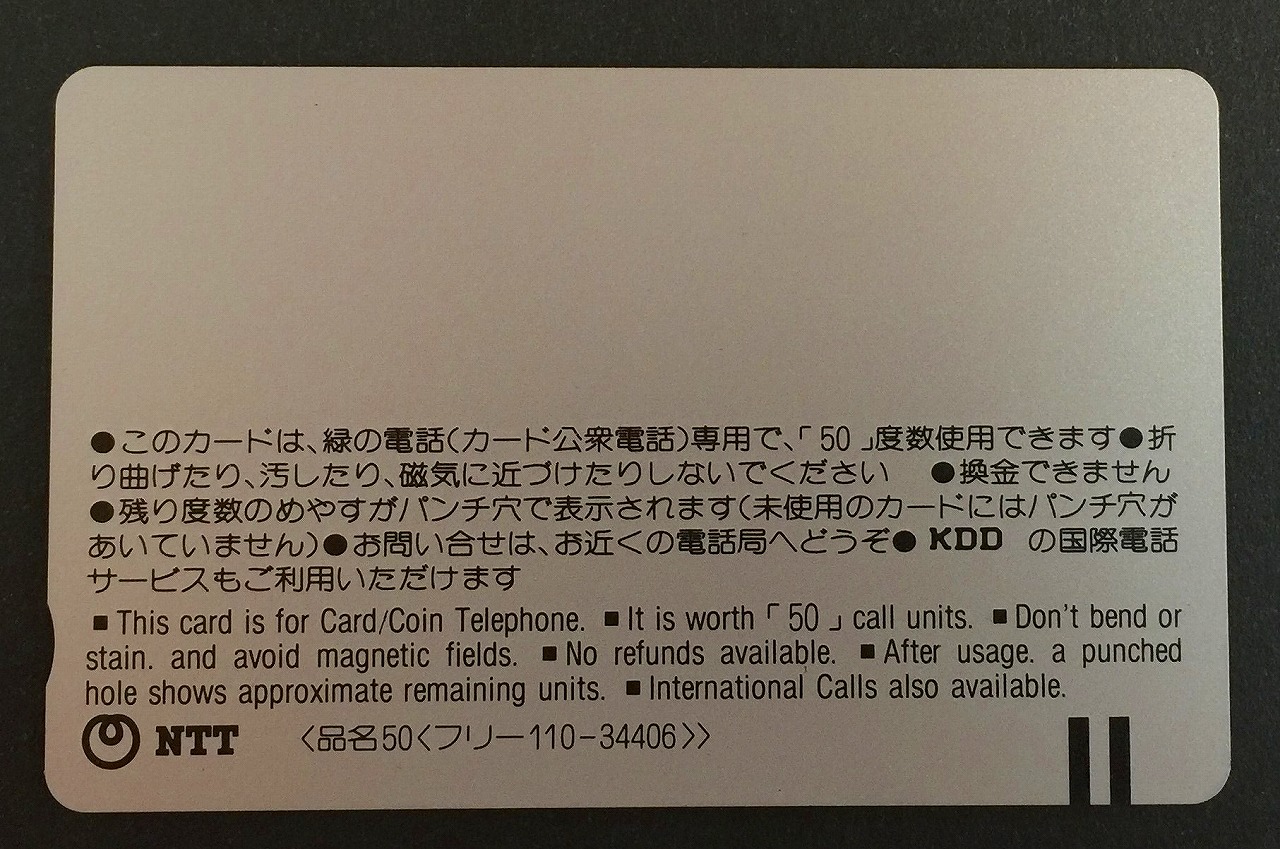 ●このカードは、緑の電話(カード公衆電話)専用で、「50」度数使用できます●折
り曲げたり、汚したり、磁気に近づけたりしないでください ●換金できません
●残り度数のめやすがパンチ穴で表示されます(未使用のカードにはパンチ穴が
あいていません)●お問い合せは、お近くの電話局へどうぞ● KDD の国際電話
サービスもご利用いただけます
■ This card is for Card/Coin Telephone. ■ It is worth「50」call units. ■ Don't bend or
stain. and avoid magnetic fields. ■ No refunds available. ■ After usage. a punched
hole shows approximate remaining units. ■ International Calls also available.
NTT 〈品名50〈フリー110-34406〉〉